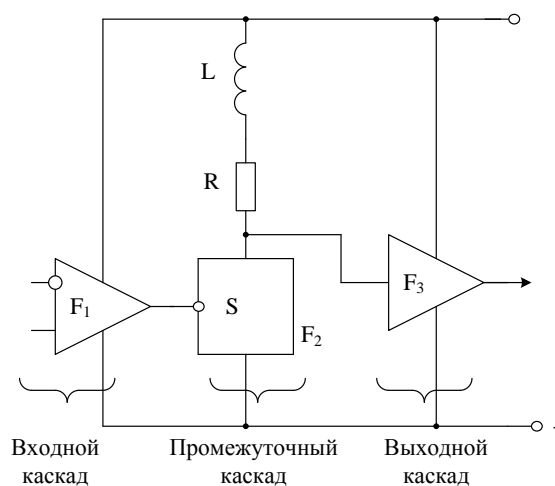 L
R
F1
S
F2
F3
Входной
каскад
Промежуточный
каскад
Выходной
каскад